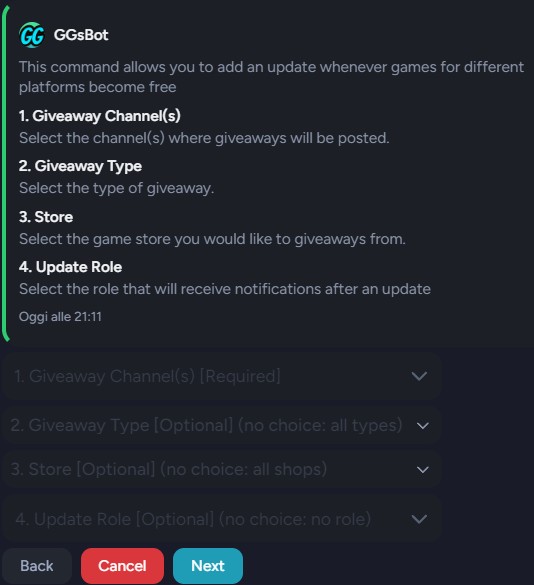 GG
GGsBot
This command allows you to add an update whenever games for different
platforms become free
1. Giveaway Channel(s)
Select the channel(s) where giveaways will be posted.
2. Giveaway Type
Select the type of giveaway.
3. Store
Select the game store you would like to giveaways from.
4. Update Role
Select the role that will receive notifications after an update
Oggi alle 21:11
1. Giveaway Channel(s) [Required]
2. Giveaway Type [Optional] (no choice: all types)
3. Store [Optional] (no choice: all shops)
4. Update Role [Optional] (no choice: no role)
Back Cancel Next